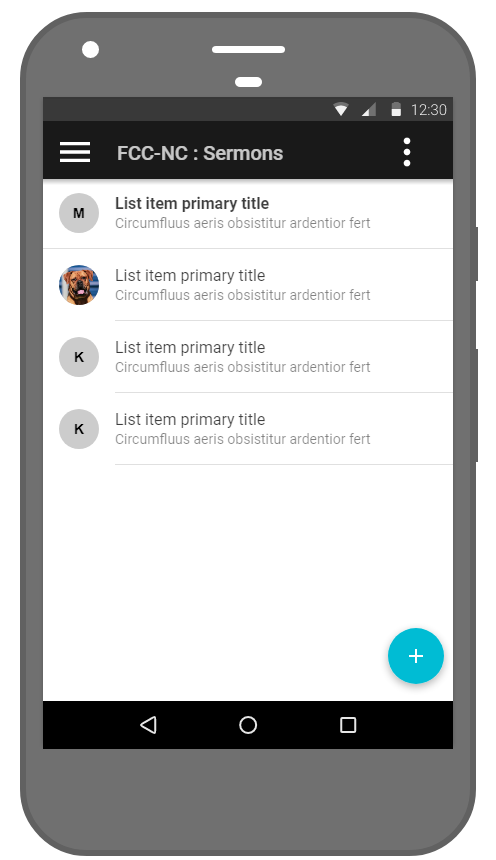 12:30
FCC-NC : Sermons
M
List item primary title
Circumfluus aeris obsistitur ardentior fert
List item primary title
Circumfluus aeris obsistitur ardentior fert
K
List item primary title
Circumfluus aeris obsistitur ardentior fert
K
List item primary title
Circumfluus aeris obsistitur ardentior fert